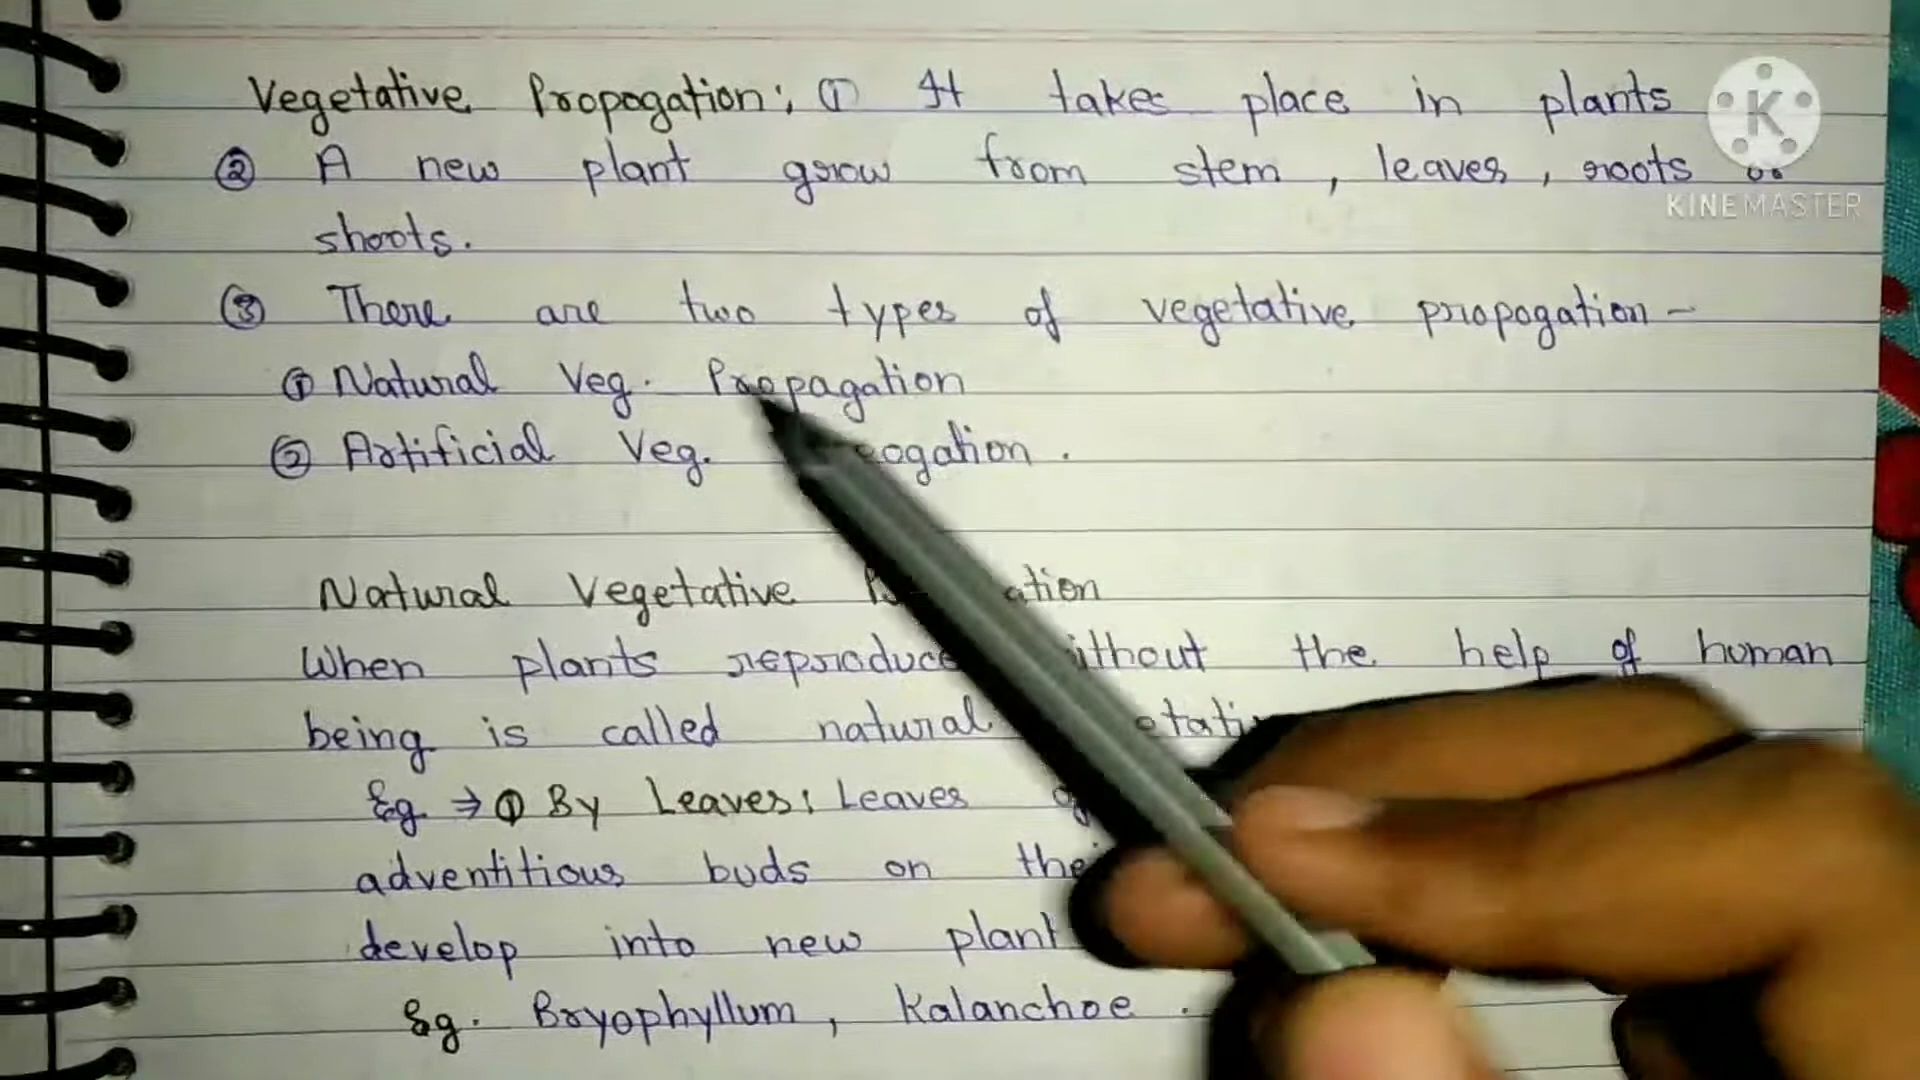 Vegetative Propogation: ① It takes place in plants
② A new plant grow from stem, leaves, roots or
shoots.
③ There are two types of vegetative propogation -
① Natural Veg. Propagation
② Artificial Veg.
Natural Vegetative
When plants reproduce without the help of human
being is called natural
Eg ⇒ ① By Leaves: Leaves
adventitious buds on
develop into new plant
Eg. Bryophyllum, Kalanchoe.
K
KINEMASTER